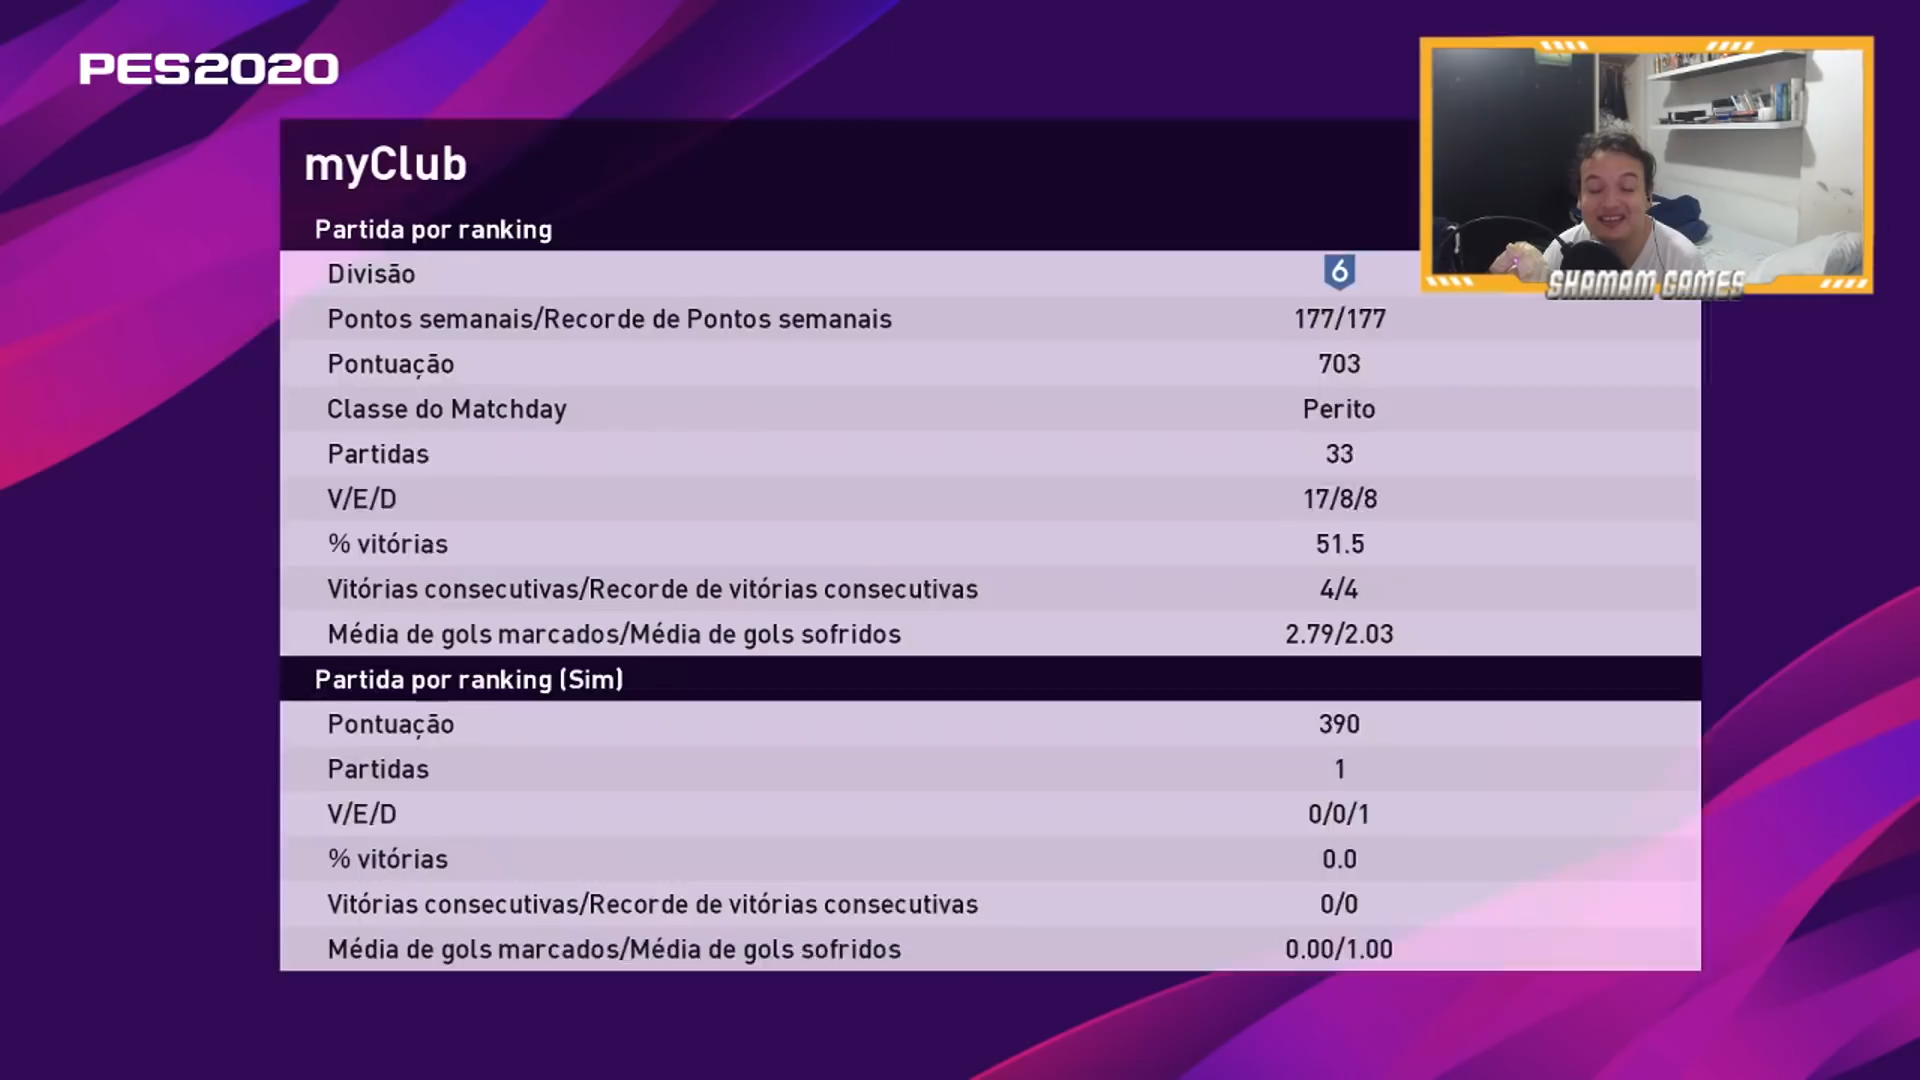 PES2020
myClub
Partida por ranking
Divisão 6
Pontos semanais/Recorde de Pontos semanais 177/177
Pontuação 703
Classe do Matchday Perito
Partidas 33
V/E/D 17/8/8
% vitórias 51.5
Vitórias consecutivas/Recorde de vitórias consecutivas 4/4
Média de gols marcados/Média de gols sofridos 2.79/2.03
Partida por ranking (Sim)
Pontuação 390
Partidas 1
V/E/D 0/0/1
% vitórias 0.0
Vitórias consecutivas/Recorde de vitórias consecutivas 0/0
Média de gols marcados/Média de gols sofridos 0.00/1.00
SHAMAM GAMES